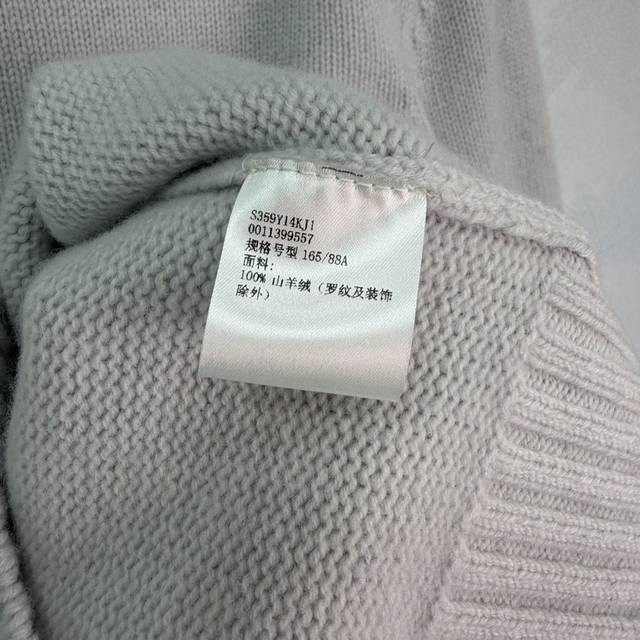 S359Y14KJ1
0011399557
规格号型 165/88A
面料:
100% 山羊绒（罗纹及装饰
除外）